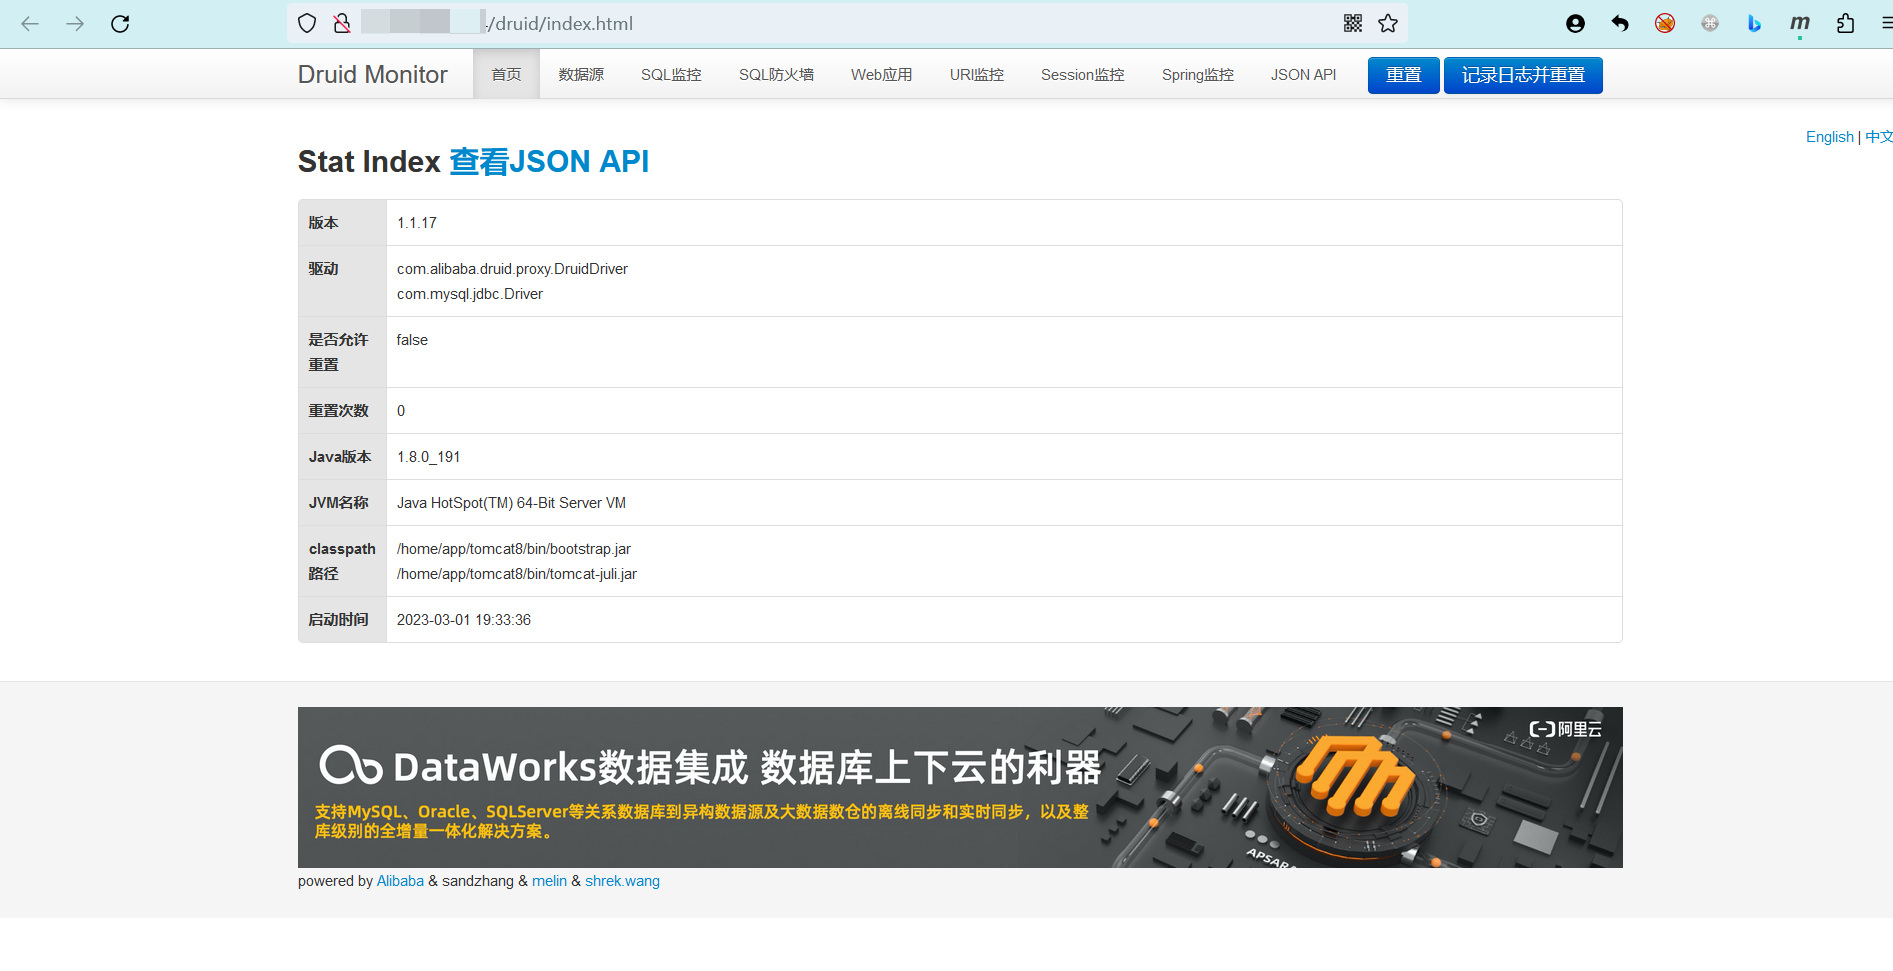 /druid/index.html
Druid Monitor 首页 数据源 SQL监控 SQL防火墙 Web应用 URI监控 Session监控 Spring监控 JSON API 重置 记录日志并重置
English | 中文
Stat Index 查看JSON API
版本 1.1.17
驱动 com.alibaba.druid.proxy.DruidDriver
com.mysql.jdbc.Driver
是否允许 false
重置
重置次数 0
Java版本 1.8.0_191
JVM名称 Java HotSpot(TM) 64-Bit Server VM
classpath /home/app/tomcat8/bin/bootstrap.jar
路径 /home/app/tomcat8/bin/tomcat-juli.jar
启动时间 2023-03-01 19:33:36
阿里云
DataWorks数据集成 数据库上下云的利器
支持MySQL、Oracle、SQLServer等关系数据库到异构数据源及大数据数仓的离线同步和实时同步，以及整
库级别的全增量一体化解决方案。
APSARA
powered by Alibaba & sandzhang & melin & shrek.wang